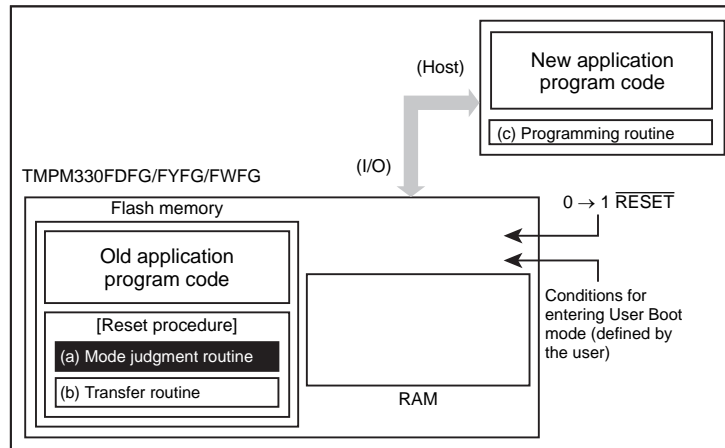 New application
program code
(c) Programming routine
(Host)
(I/O)
TMPM330FDFG/FYFG/FWFG
Flash memory
Old application
program code
[Reset procedure]
(a) Mode judgment routine
(b) Transfer routine
RAM
0 → 1 RESET
Conditions for
entering User Boot
mode (defined by
the user)